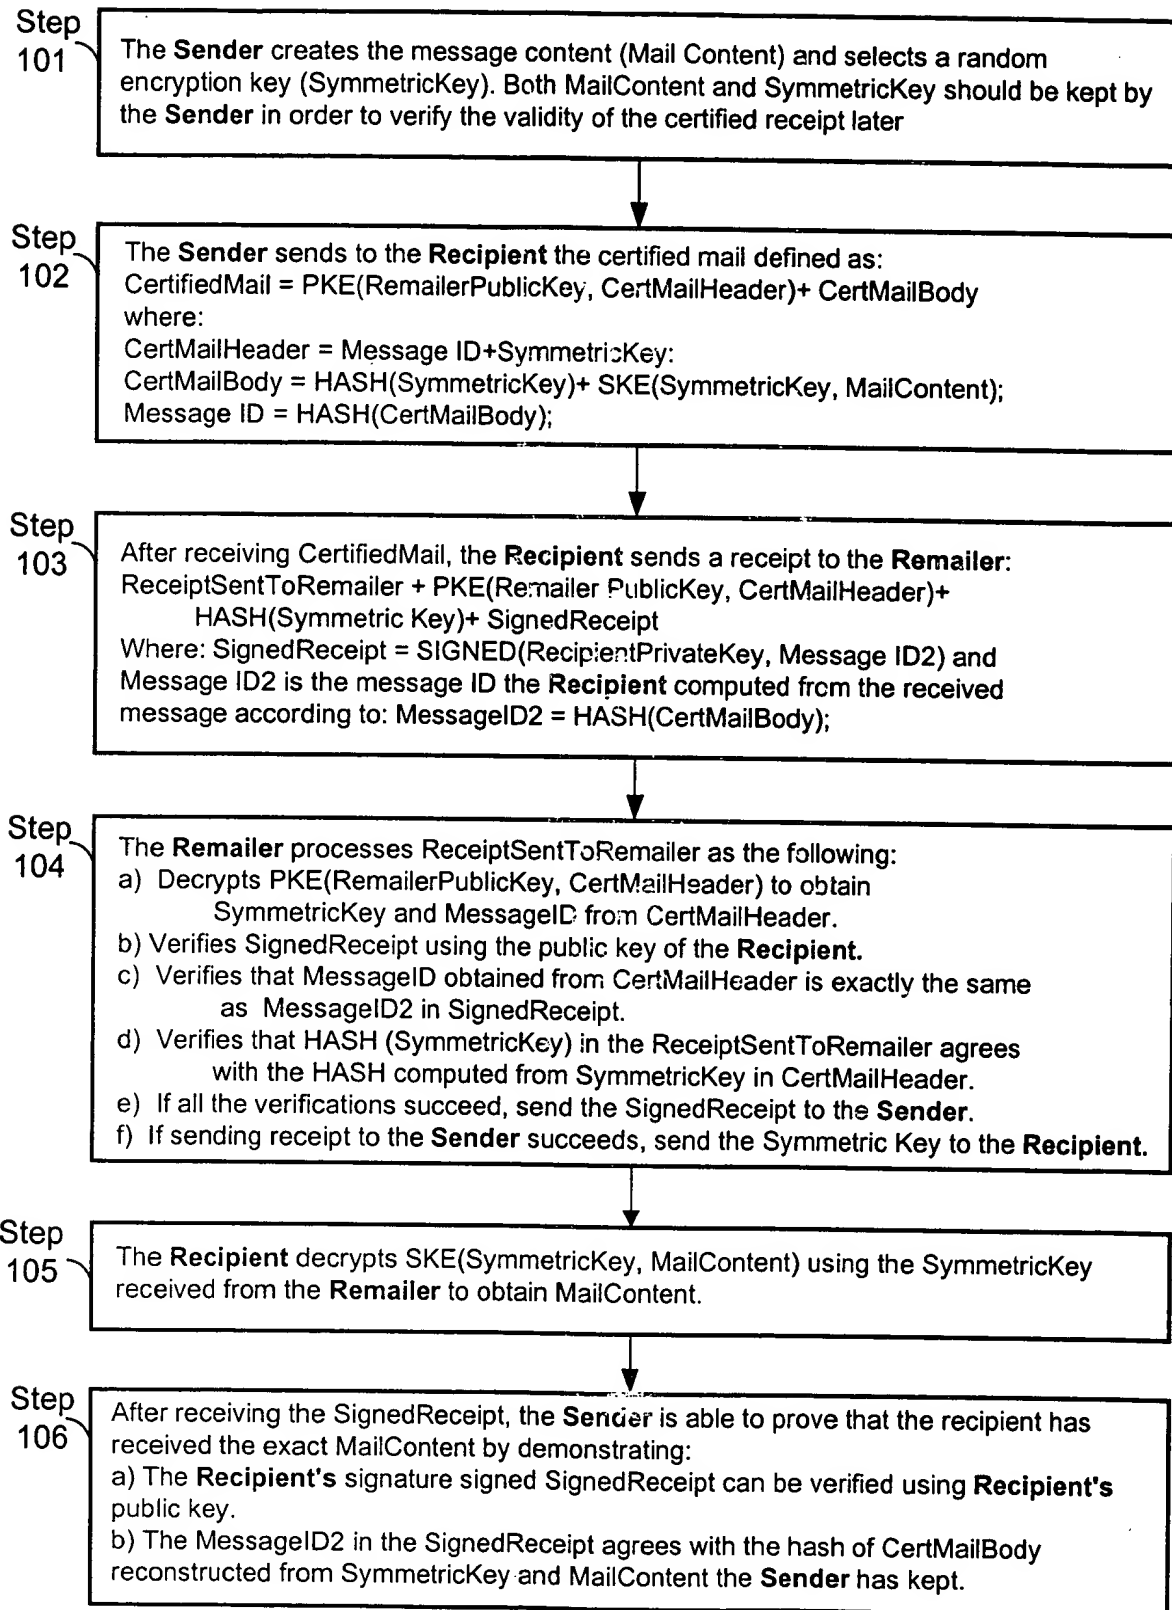 Step
101
The Sender creates the message content (Mail Content) and selects a random
encryption key (SymmetricKey). Both MailContent and SymmetricKey should be kept by
the Sender in order to verify the validity of the certified receipt later
Step
102
The Sender sends to the Recipient the certified mail defined as:
CertifiedMail = PKE(RemailerPublicKey, CertMailHeader)+ CertMailBody
where:
CertMailHeader = Message ID+SymmetricKey:
CertMailBody = HASH(SymmetricKey)+ SKE(SymmetricKey, MailContent);
Message ID = HASH(CertMailBody);
Step
103
After receiving CertifiedMail, the Recipient sends a receipt to the Remailer:
ReceiptSentToRemailer + PKE(Remailer PublicKey, CertMailHeader)+
HASH(Symmetric Key)+ SignedReceipt
Where: SignedReceipt = SIGNED(RecipientPrivateKey, Message ID2) and
Message ID2 is the message ID the Recipient computed from the received
message according to: MessageID2 = HASH(CertMailBody);
Step
104
The Remailer processes ReceiptSentToRemailer as the following:
a) Decrypts PKE(RemailerPublicKey, CertMailHeader) to obtain
SymmetricKey and MessageID from CertMailHeader.
b) Verifies SignedReceipt using the public key of the Recipient.
c) Verifies that MessageID obtained from CertMailHeader is exactly the same
as MessageID2 in SignedReceipt.
d) Verifies that HASH (SymmetricKey) in the ReceiptSentToRemailer agrees
with the HASH computed from SymmetricKey in CertMailHeader.
e) If all the verifications succeed, send the SignedReceipt to the Sender.
f) If sending receipt to the Sender succeeds, send the Symmetric Key to the Recipient.
Step
105
The Recipient decrypts SKE(SymmetricKey, MailContent) using the SymmetricKey
received from the Remailer to obtain MailContent.
Step
106
After receiving the SignedReceipt, the Sender is able to prove that the recipient has
received the exact MailContent by demonstrating:
a) The Recipient's signature signed SignedReceipt can be verified using Recipient's
public key.
b) The MessageID2 in the SignedReceipt agrees with the hash of CertMailBody
reconstructed from SymmetricKey and MailContent the Sender has kept.